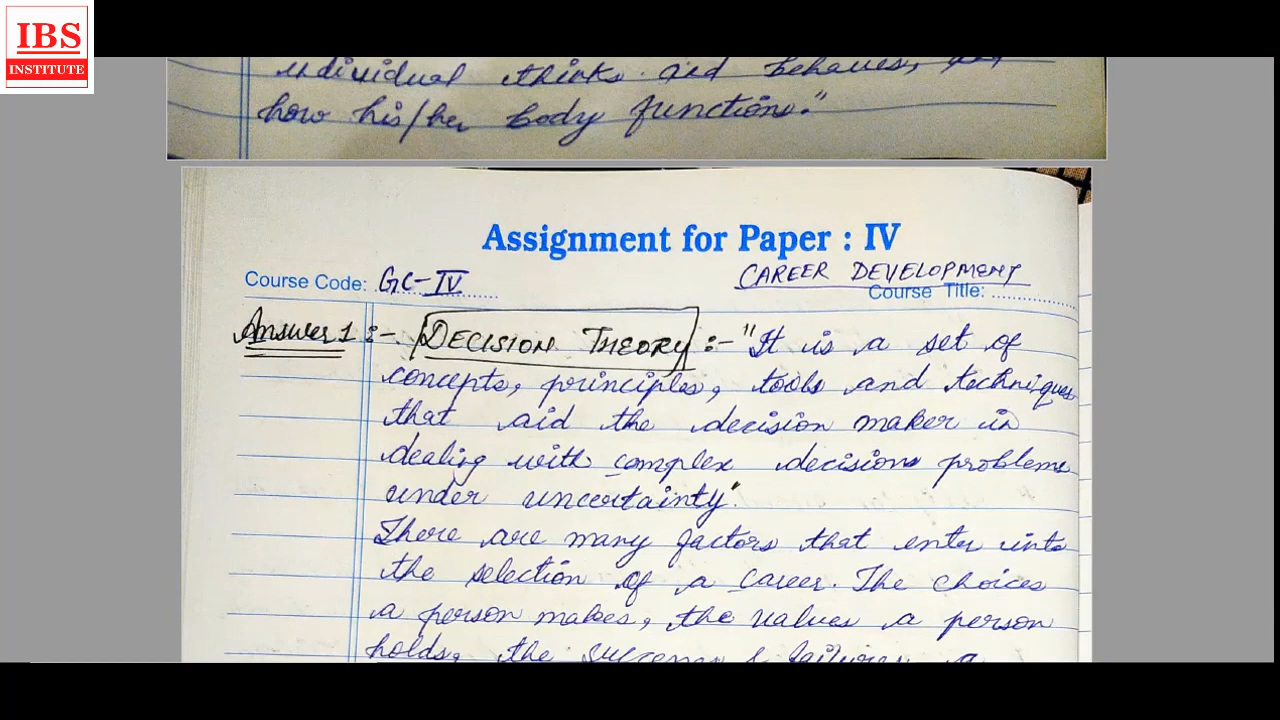 IBS
INSTITUTE
individual thinks and behaves,
how his/her body functions."
Assignment for Paper : IV
Course Code: GC-IV
CAREER DEVELOPMENT
Course Title:
Answer 1 :- DECISION THEORY :- "It is a set of
concepts, principles, tools and techniques
that aid the decision maker in
dealing with complex decisions problems
under uncertainty".
There are many factors that enter into
the selection of a career. The choices
a person makes, the values a person
holds, the success & failures a